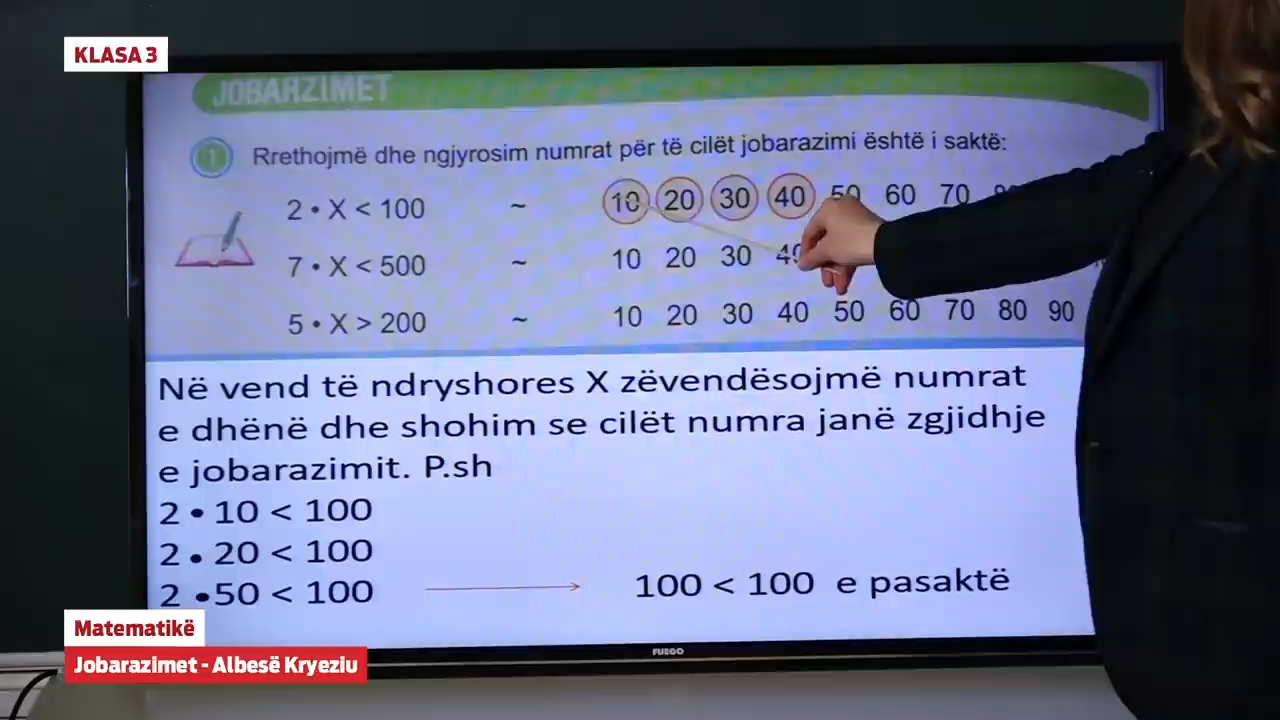 KLASA 3
JOBARZIMET
1 Rrethojmë dhe ngjyrosim numrat për të cilët jobarazimi është i saktë:
2 • X < 100 ~ 10 20 30 40 50 60 70
7 • X < 500 ~ 10 20 30 40
5 • X > 200 ~ 10 20 30 40 50 60 70 80 90
Në vend të ndryshores X zëvendësojmë numrat
e dhënë dhe shohim se cilët numra janë zgjidhje
e jobarazimit. P.sh
2 • 10 < 100
2 • 20 < 100
2 •50 < 100 100 < 100 e pasaktë
FUEGO
Matematikë
Jobarazimet - Albesë Kryeziu